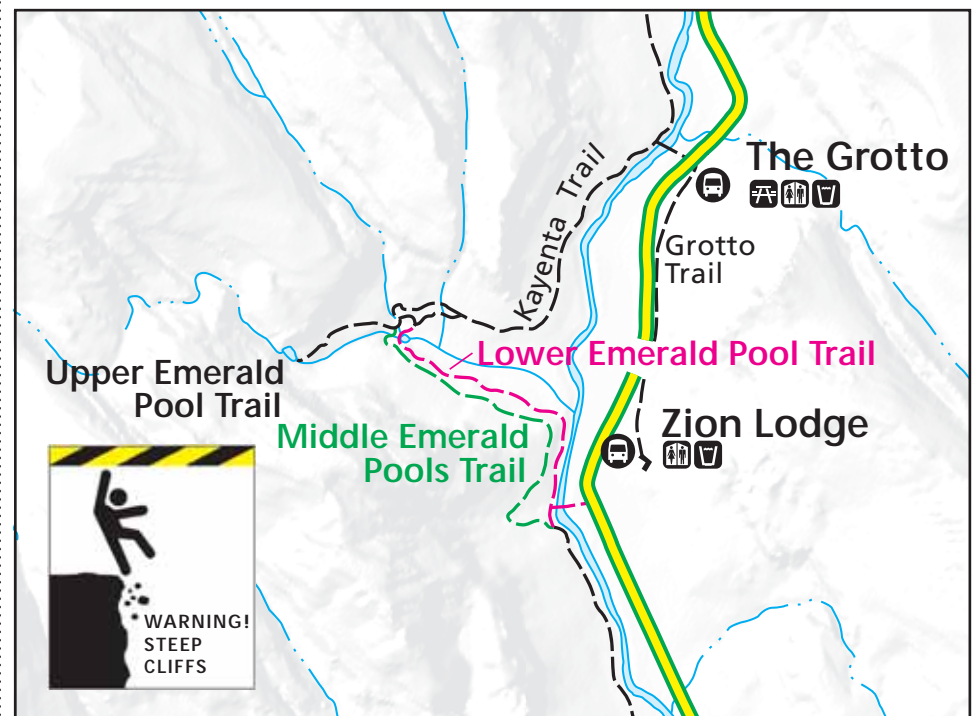 The Grotto
Kayenta Trail
Grotto
Trail
Lower Emerald Pool Trail
Upper Emerald
Pool Trail
Zion Lodge
Middle Emerald
Pools Trail
WARNING!
STEEP
CLIFFS